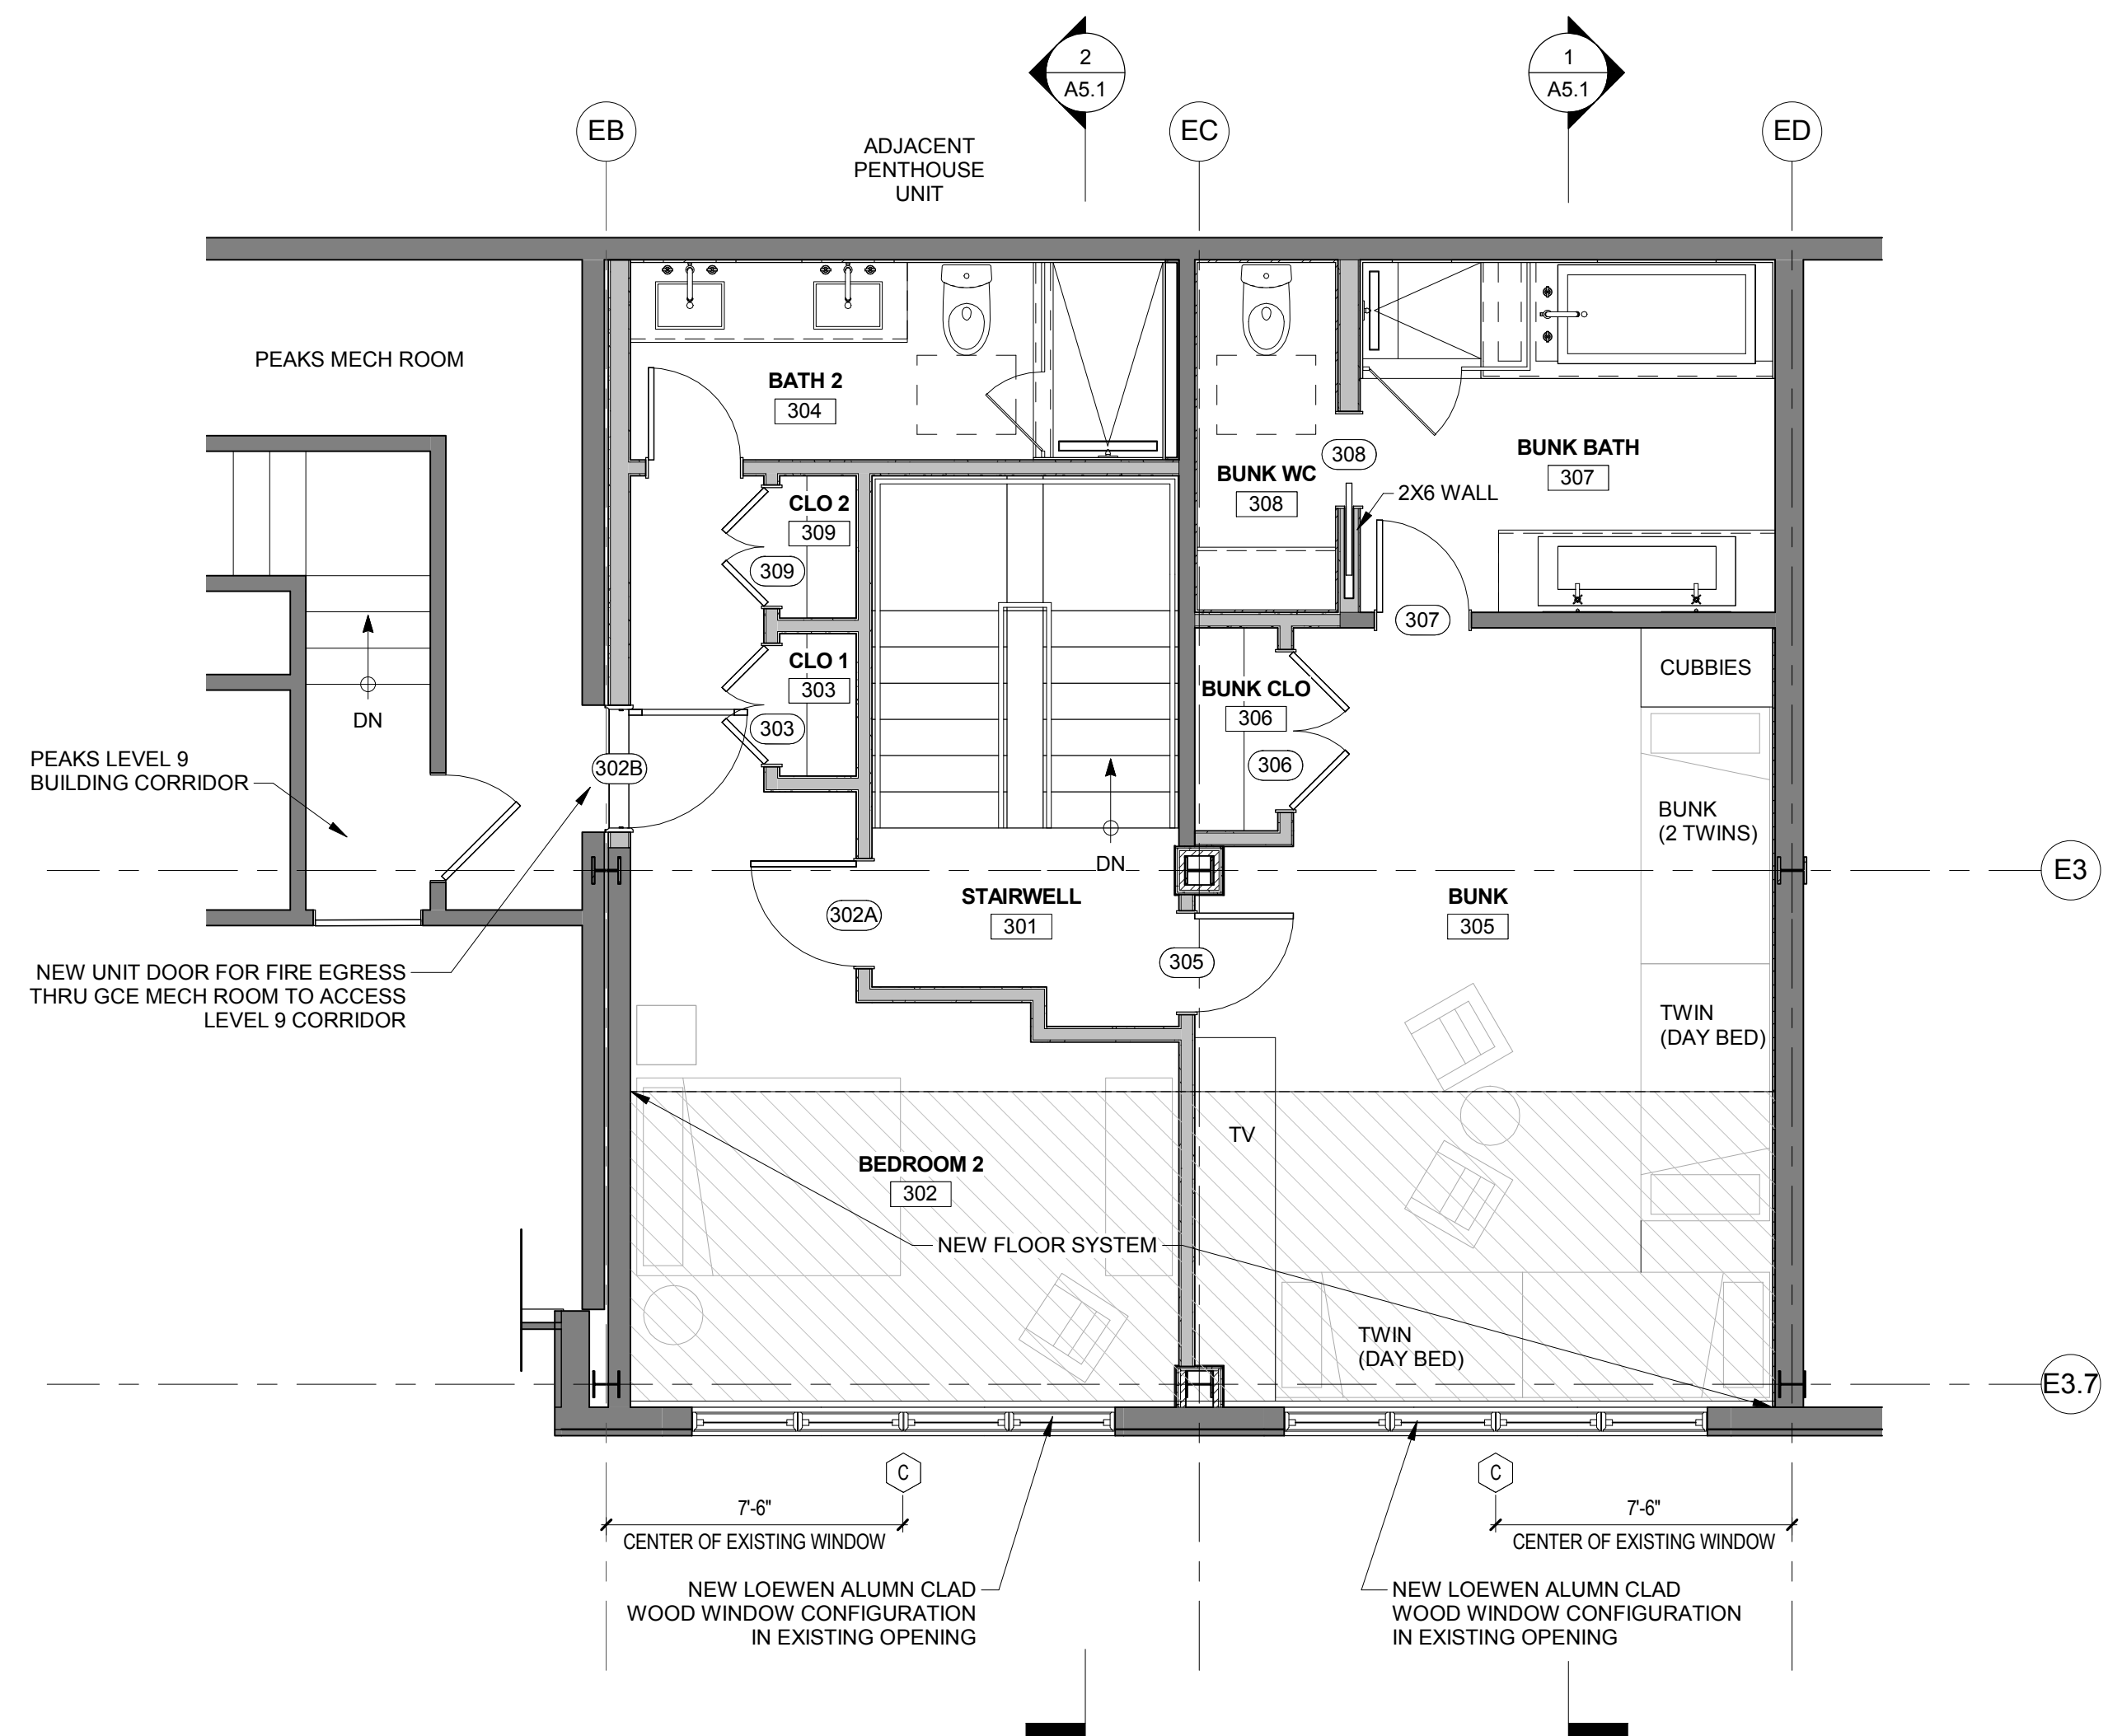 2
A5.1
1
A5.1
EB
EC
ED
ADJACENT
PENTHOUSE
UNIT
PEAKS MECH ROOM
BATH 2
304
BUNK BATH
307
308
BUNK WC
308
2X6 WALL
CLO 2
309
309
307
CLO 1
303
303
CUBBIES
BUNK CLO
306
306
DN
PEAKS LEVEL 9
BUILDING CORRIDOR
302B
BUNK
(2 TWINS)
DN
E3
STAIRWELL
301
302A
BUNK
305
305
NEW UNIT DOOR FOR FIRE EGRESS
THRU GCE MECH ROOM TO ACCESS
LEVEL 9 CORRIDOR
TWIN
(DAY BED)
TV
BEDROOM 2
302
NEW FLOOR SYSTEM
TWIN
(DAY BED)
E3.7
C
C
7'-6"
CENTER OF EXISTING WINDOW
7'-6"
CENTER OF EXISTING WINDOW
NEW LOEWEN ALUMN CLAD
WOOD WINDOW CONFIGURATION
IN EXISTING OPENING
NEW LOEWEN ALUMN CLAD
WOOD WINDOW CONFIGURATION
IN EXISTING OPENING